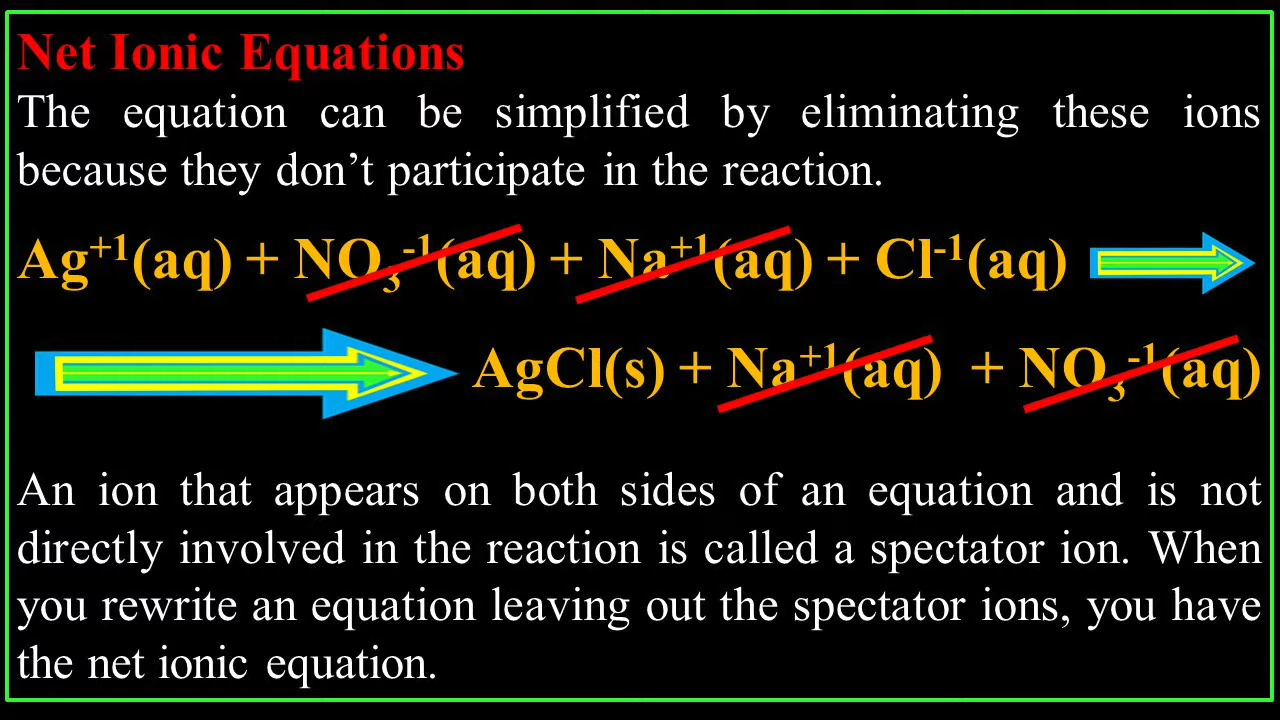 Net Ionic Equations
The equation can be simplified by eliminating these ions
because they don’t participate in the reaction.
Ag⁺¹(aq) + NO₃⁻¹(aq) + Na⁺¹(aq) + Cl⁻¹(aq)
AgCl(s) + Na⁺¹(aq) + NO₃⁻¹(aq)
An ion that appears on both sides of an equation and is not
directly involved in the reaction is called a spectator ion. When
you rewrite an equation leaving out the spectator ions, you have
the net ionic equation.